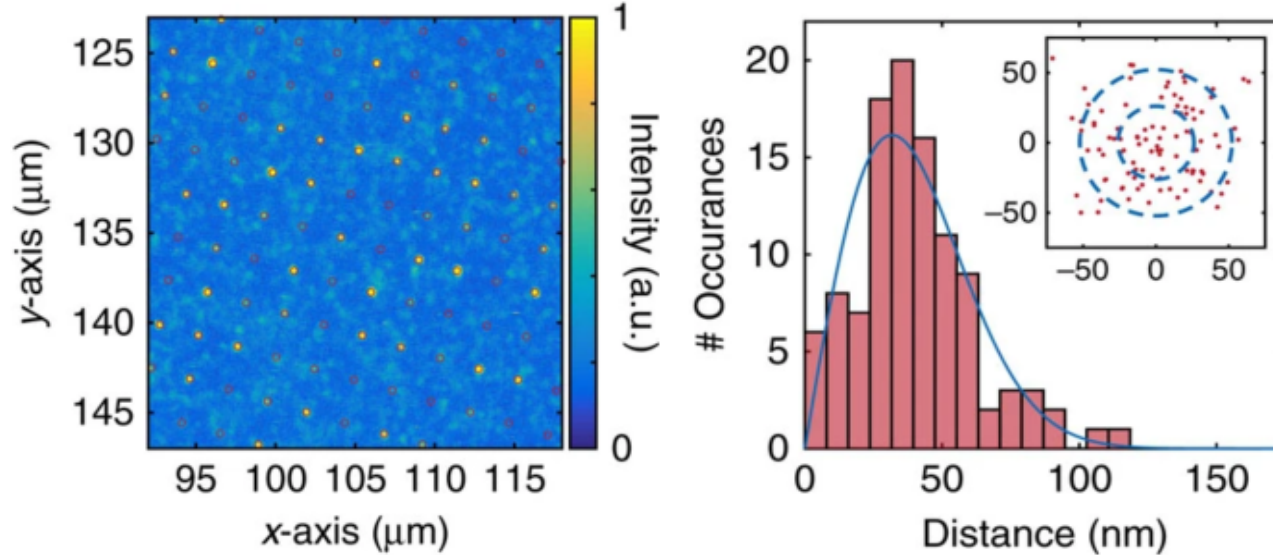 125
130
135
140
145
y-axis (μm)
95 100 105 110 115
x-axis (μm)
1
0
Intensity (a.u.)
20
15
10
5
0
# Occurances
0 50 100 150
Distance (nm)
50
0
−50
−50 0 50